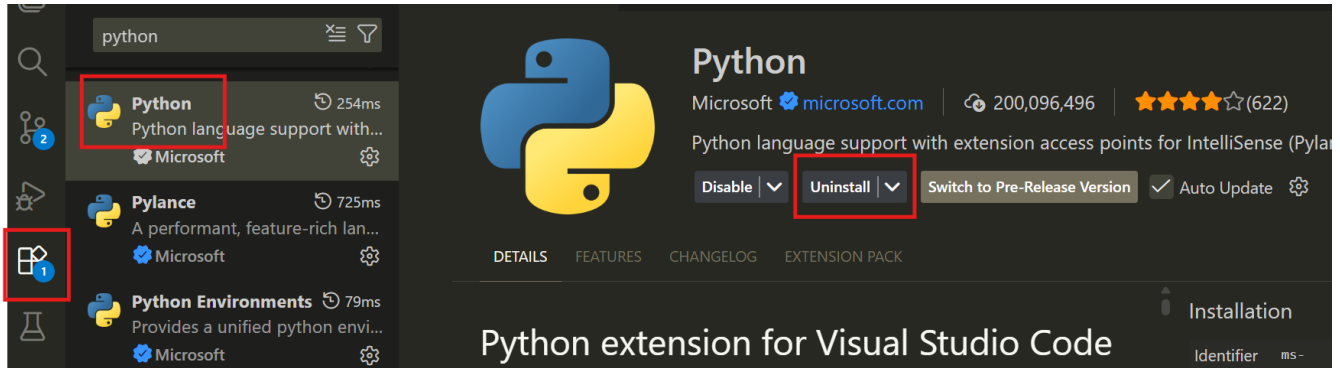 python
Python 254ms
Python language support with...
Microsoft
Pylance 725ms
A performant, feature-rich lan...
Microsoft
Python Environments 79ms
Provides a unified python envi...
Microsoft
2
1
Python
Microsoft microsoft.com 200,096,496 (622)
Python language support with extension access points for IntelliSense (Pylan
Disable Uninstall Switch to Pre-Release Version Auto Update
DETAILS FEATURES CHANGELOG EXTENSION PACK
Python extension for Visual Studio Code
Installation
Identifier ms-